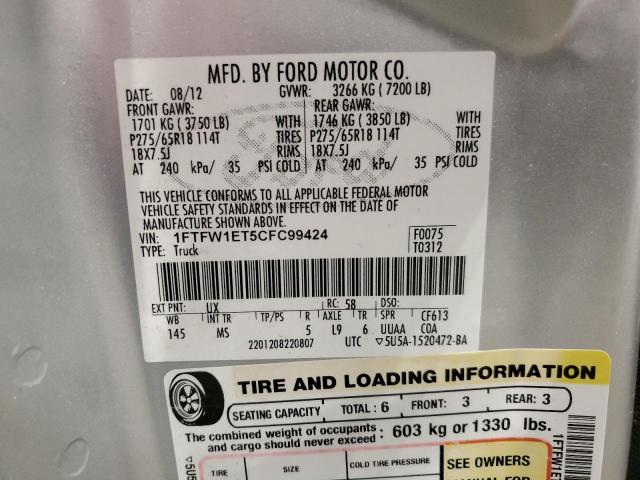 MFD. BY FORD MOTOR CO.
DATE: 08/12 GVWR: 3266 KG (7200 LB)
FRONT GAWR: REAR GAWR:
1701 KG (3750 LB) WITH 1746 KG (3850 LB) WITH
P275/65R18 114T TIRES P275/65R18 114T TIRES
18X7.5J RIMS 18X7.5J RIMS
AT 240 kPa/ 35 PSI COLD AT 240 kPa/ 35 PSI COLD
THIS VEHICLE CONFORMS TO ALL APPLICABLE FEDERAL MOTOR
VEHICLE SAFETY STANDARDS IN EFFECT ON THE DATE OF
MANUFACTURE SHOWN ABOVE.
VIN: 1FTFW1ET5CFC99424 F0075
TYPE: Truck T0312
EXT PNT: UX RC: 58 DSO:
WB INT TR TP/PS R AXLE TR SPR CF613
145 MS 5 L9 6 UUAA COA
2201208220807 UTC ▽5U5A-1520472-BA
TIRE AND LOADING INFORMATION
SEATING CAPACITY TOTAL: 6 FRONT: 3 REAR: 3
The combined weight of occupants and cargo should never exceed : 603 kg or 1330 lbs.
TIRE SIZE COLD TIRE PRESSURE SEE OWNERS
MANUAL FOR
▽5U5
1FTFW1E